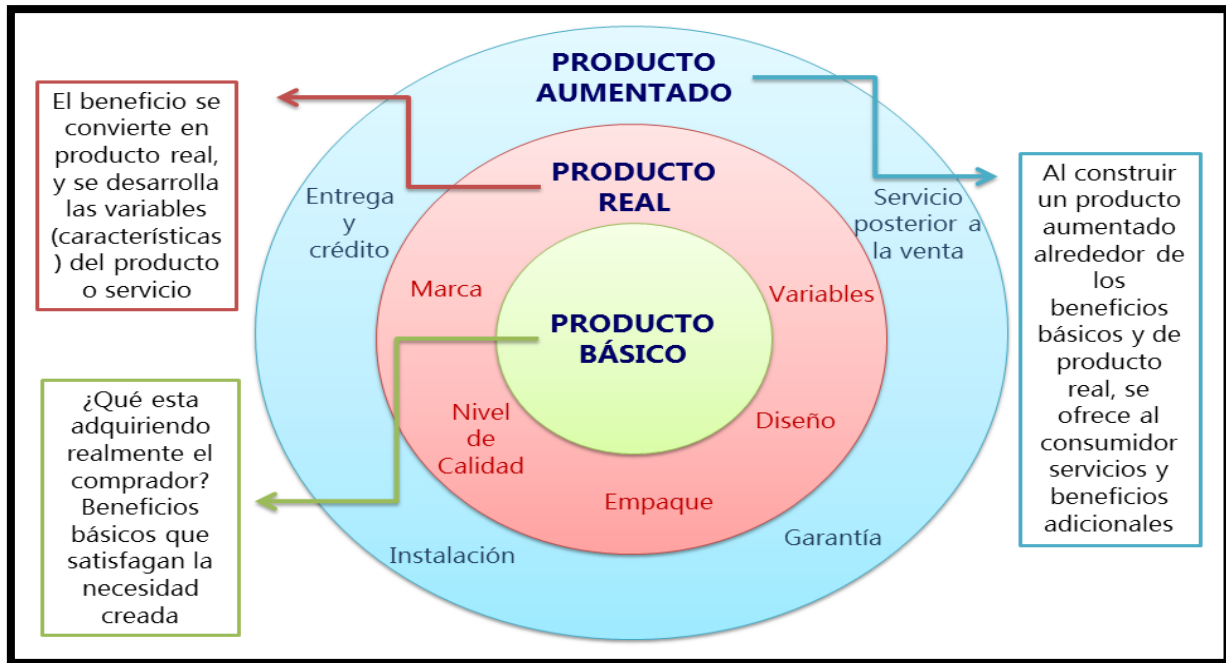 PRODUCTO
AUMENTADO
El beneficio se
convierte en
producto real,
y se desarrolla
las variables
(características
) del producto
o servicio
PRODUCTO
REAL
Entrega
y
crédito
Servicio
posterior a
la venta
Al construir
un producto
aumentado
alrededor de
los
beneficios
básicos y de
producto
real, se
ofrece al
consumidor
servicios y
beneficios
adicionales
Marca
Variables
PRODUCTO
BÁSICO
¿Qué esta
adquiriendo
realmente el
comprador?
Beneficios
básicos que
satisfagan la
necesidad
creada
Nivel
de
Calidad
Diseño
Empaque
Instalación
Garantía